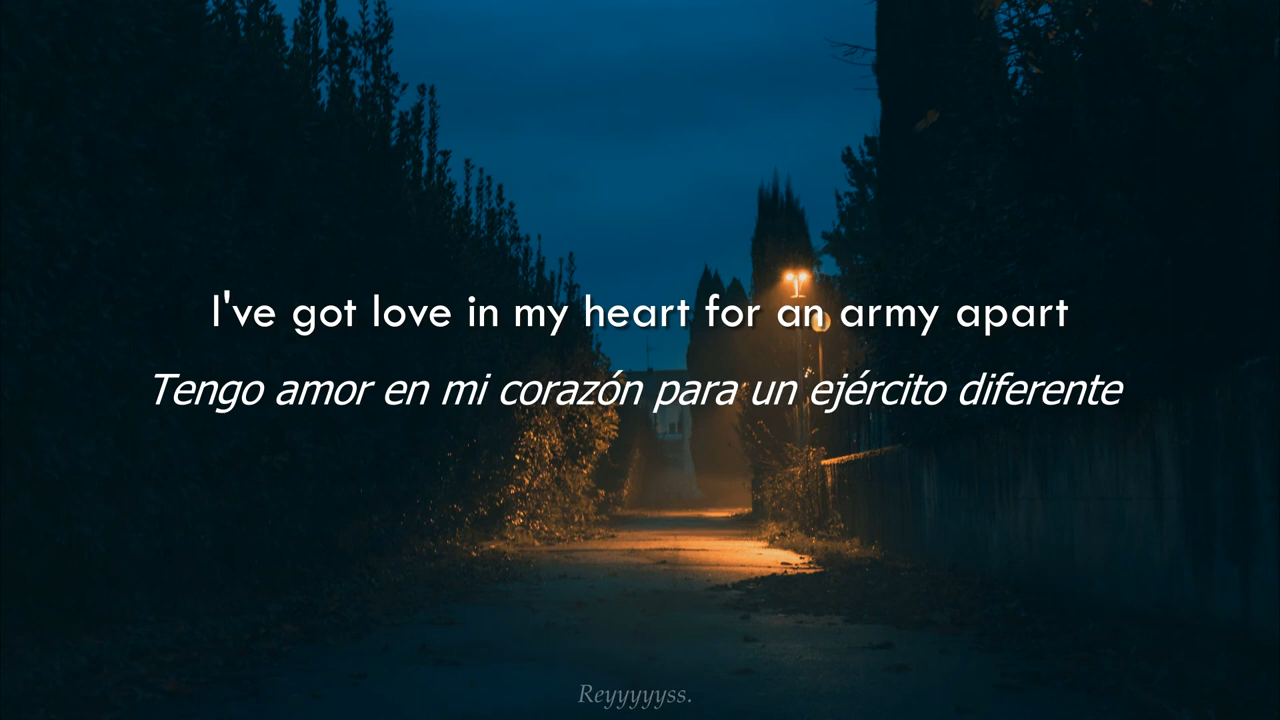 I've got love in my heart for an army apart
Tengo amor en mi corazón para un ejército diferente
Reyyyyyss.